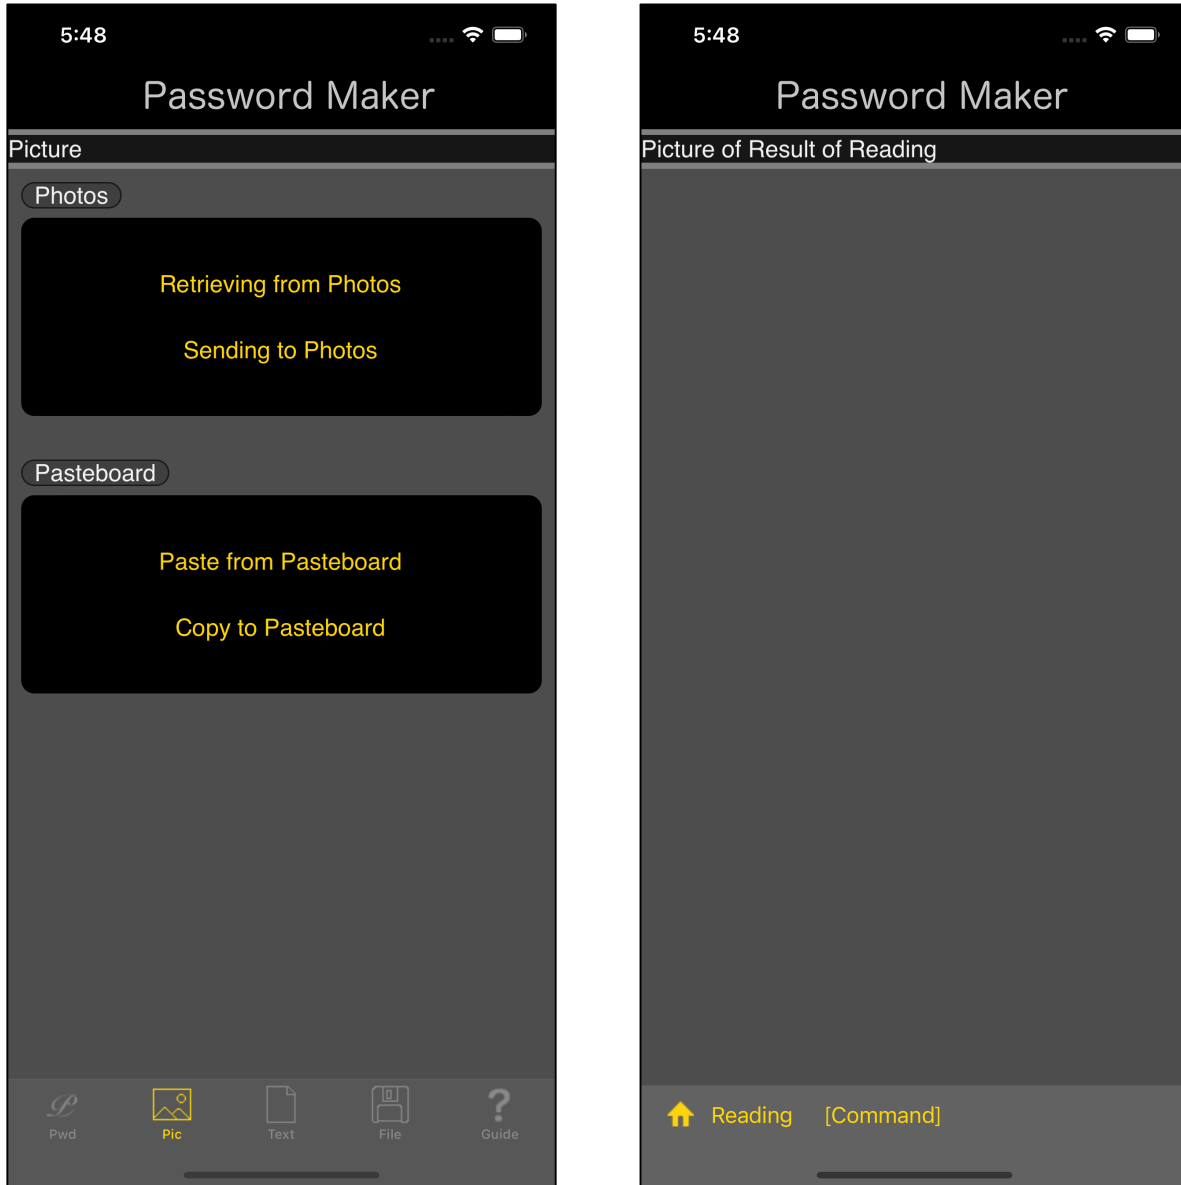 5:48
Password Maker
Picture
Photos
Retrieving from Photos
Sending to Photos
Pasteboard
Paste from Pasteboard
Copy to Pasteboard
𝒫
Pwd
Pic
Text
File
?
Guide
5:48
Password Maker
Picture of Result of Reading
Reading [Command]